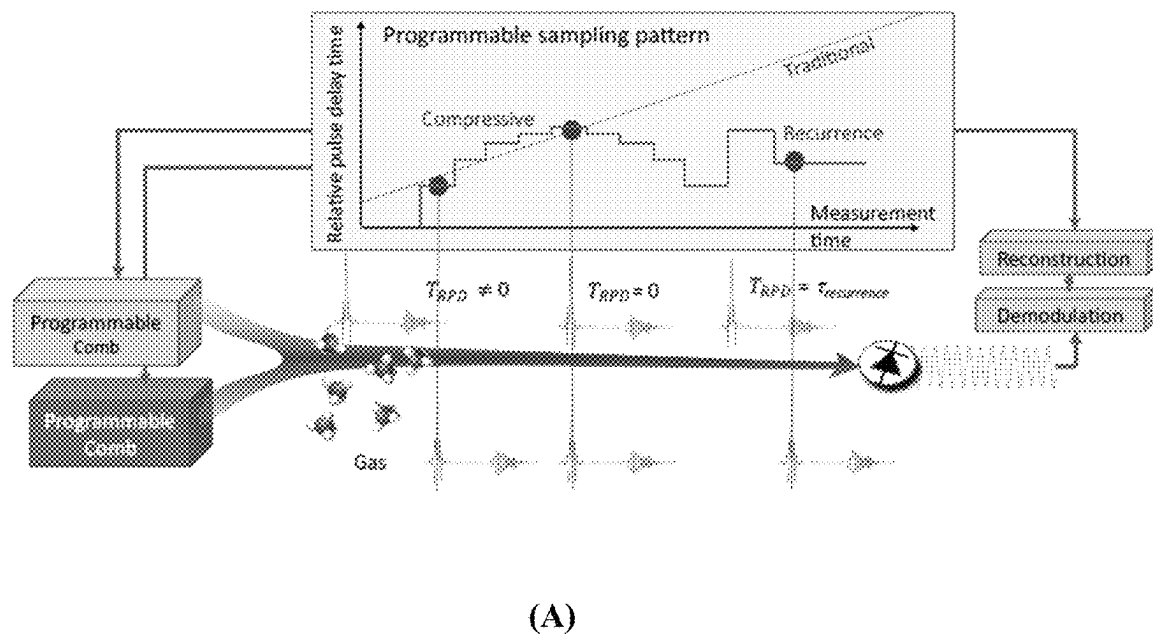 Programmable sampling pattern
Relative pulse delay time
Traditional
Compressive
Recurrence
Measurement
time
T_RPD ≠ 0
T_RPD = 0
T_RPD = τ_recurrence
Programmable
Comb
Programmable
Comb
Gas
Reconstruction
Demodulation
(A)